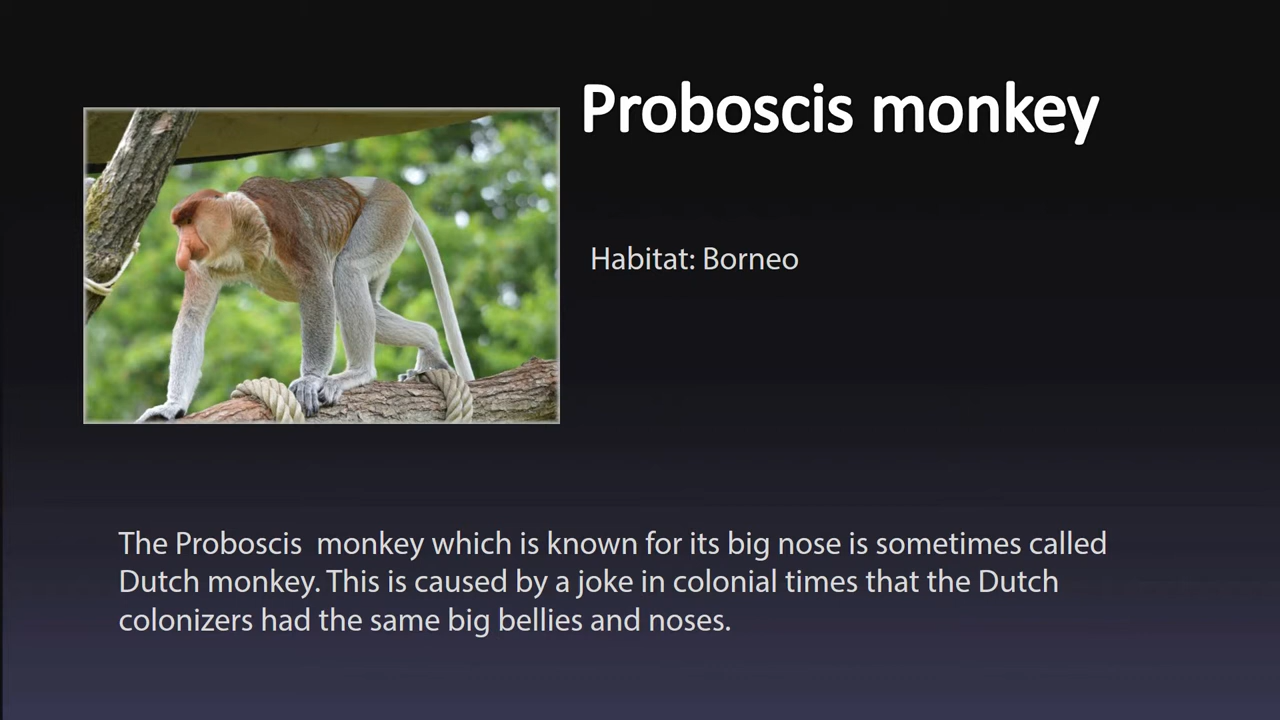 Proboscis monkey
Habitat: Borneo
The Proboscis  monkey which is known for its big nose is sometimes called
Dutch monkey. This is caused by a joke in colonial times that the Dutch
colonizers had the same big bellies and noses.